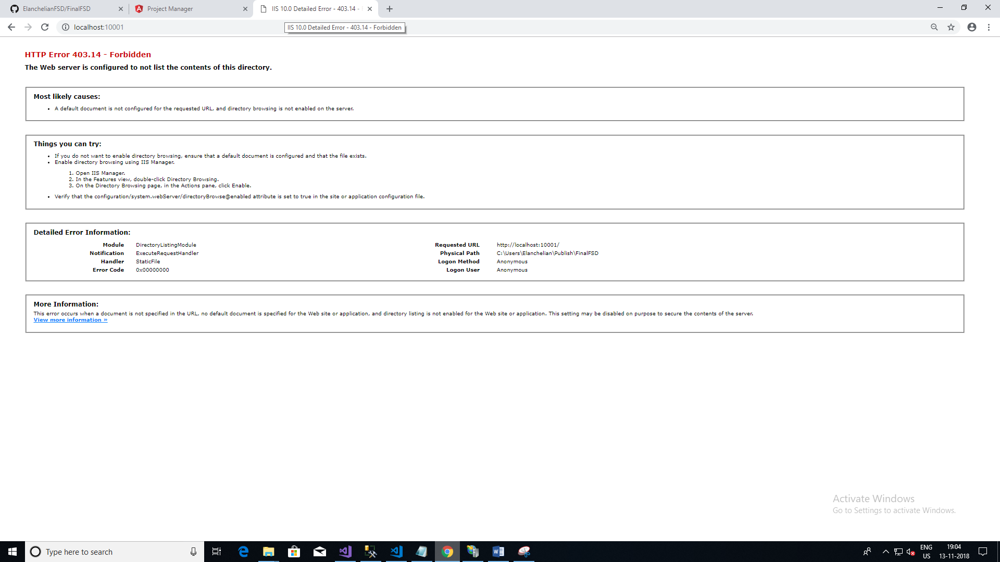 ElanchelianFSD/FinalFSD
Project Manager
IIS 10.0 Detailed Error - 403.14 -
localhost:10001
IIS 10.0 Detailed Error - 403.14 - Forbidden
HTTP Error 403.14 - Forbidden
The Web server is configured to not list the contents of this directory.
Most likely causes:
• A default document is not configured for the requested URL, and directory browsing is not enabled on the server.
Things you can try:
• If you do not want to enable directory browsing, ensure that a default document is configured and that the file exists.
• Enable directory browsing using IIS Manager.
1. Open IIS Manager.
2. In the Features view, double-click Directory Browsing.
3. On the Directory Browsing page, in the Actions pane, click Enable.
• Verify that the configuration/system.webServer/directoryBrowse@enabled attribute is set to true in the site or application configuration file.
Detailed Error Information:
Module DirectoryListingModule
Notification ExecuteRequestHandler
Handler StaticFile
Error Code 0x00000000
Requested URL http://localhost:10001/
Physical Path C:\Users\Elanchelian\Publish\FinalFSD
Logon Method Anonymous
Logon User Anonymous
More Information:
This error occurs when a document is not specified in the URL, no default document is specified for the Web site or application, and directory listing is not enabled for the Web site or application. This setting may be disabled on purpose to secure the contents of the server.
View more information »
Activate Windows
Go to Settings to activate Windows.
Type here to search
ENG
US
19:04
13-11-2018